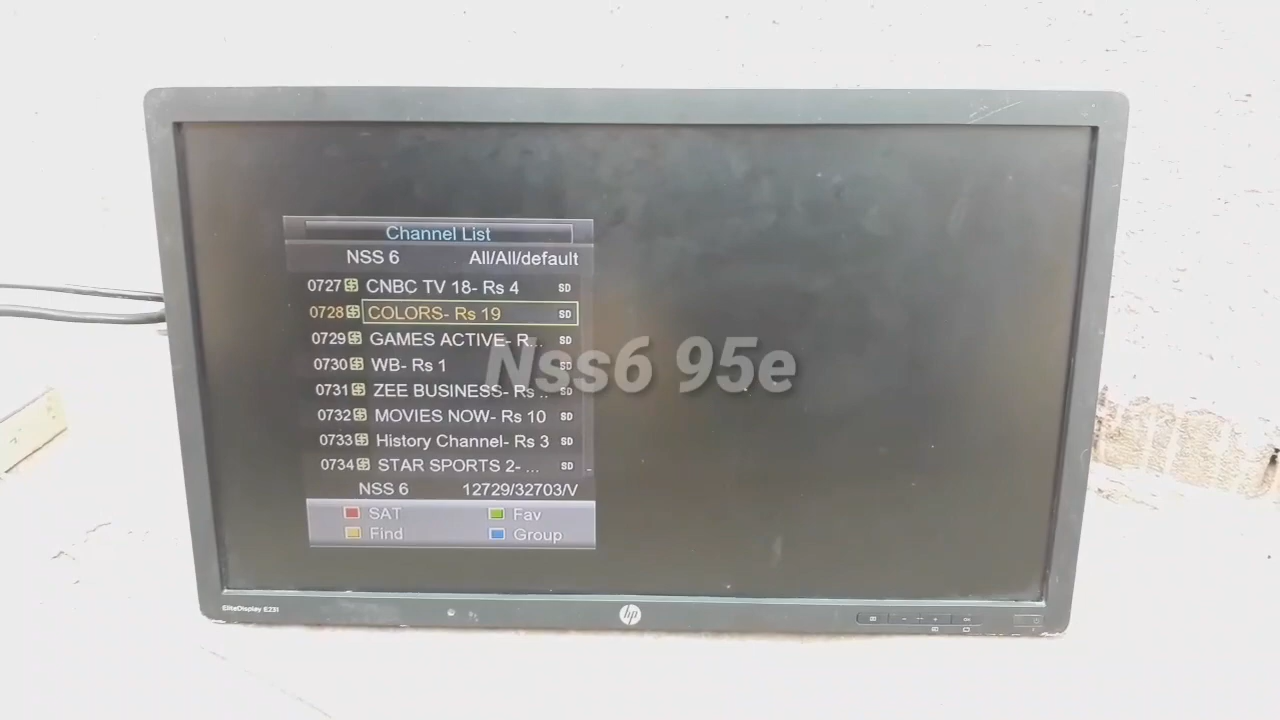 Channel List
NSS 6 All/All/default
0727 CNBC TV 18- Rs 4 SD
0728 COLORS- Rs 19 SD
0729 GAMES ACTIVE- R... SD
0730 WB- Rs 1 SD
0731 ZEE BUSINESS- Rs .. SD
0732 MOVIES NOW- Rs 10 SD
0733 History Channel- Rs 3 SD
0734 STAR SPORTS 2- ... SD
NSS 6 12729/32703/V
SAT Fav
Find Group
Nss6 95e
EliteDisplay E231
hp